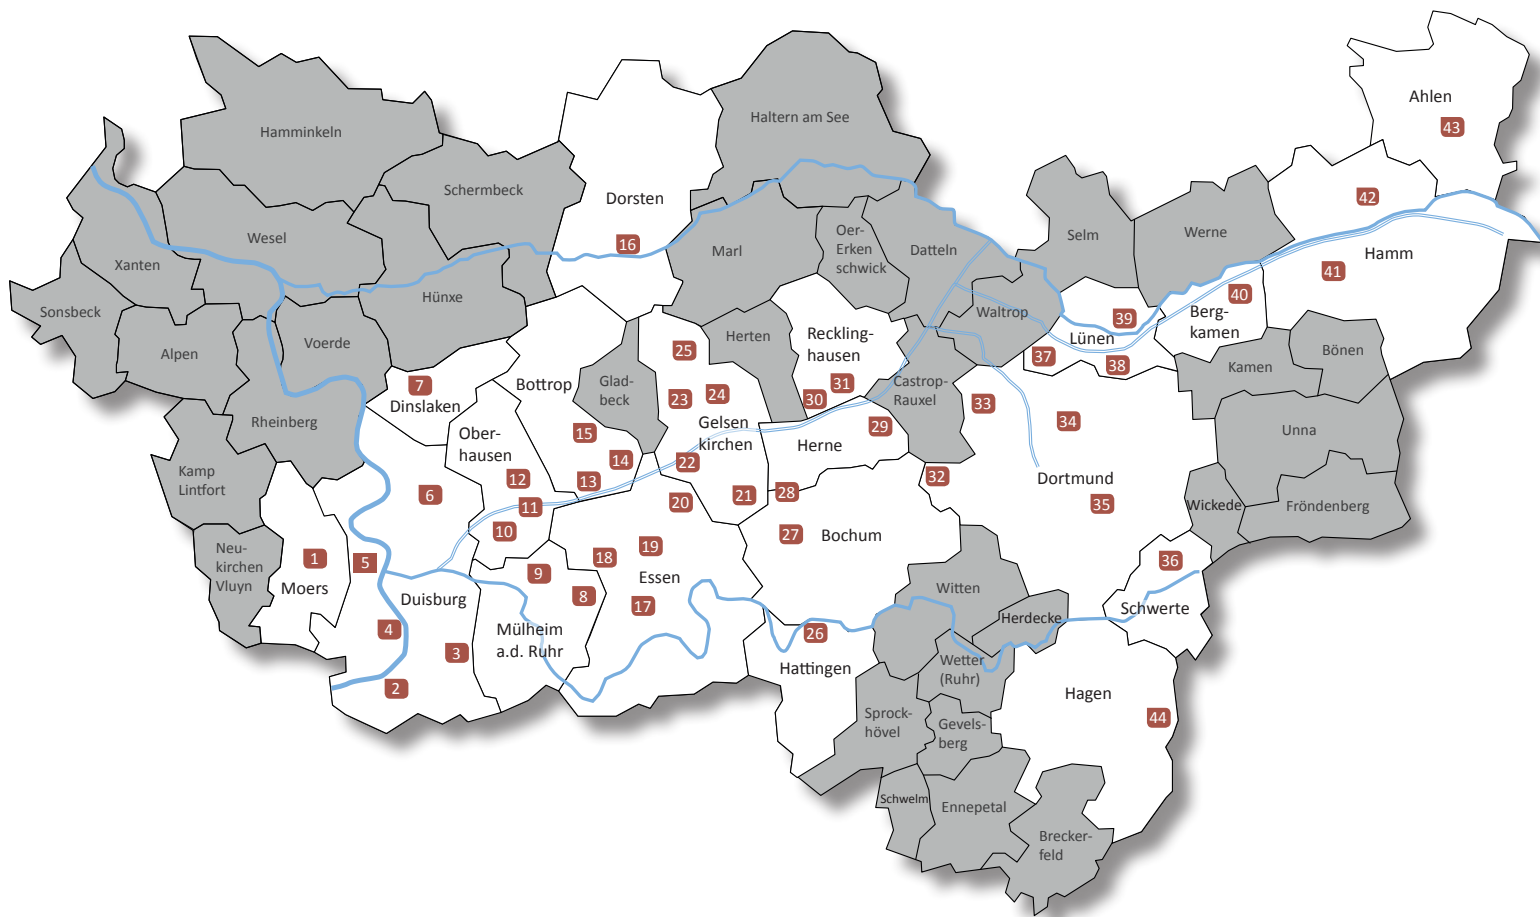 Ahlen
43
Hamminkeln
Haltern am See
Schermbeck
Dorsten
42
Wesel
16
Marl
Oer-
Erken
schwick
Datteln
Selm
Werne
Hamm
41
Xanten
Hünxe
40
Sonsbeck
Waltrop
39
Berg-
kamen
Voerde
Herten
Reckling-
hausen
Lünen
Alpen
25
37
38
Kamen
Bönen
7
Dinslaken
Bottrop
Glad-
beck
23
24
30
31
Castrop-
Rauxel
33
Rheinberg
Gelsen
kirchen
29
34
Unna
Ober-
hausen
15
Herne
Kamp
Lintfort
14
22
12
13
32
Dortmund
6
21
28
11
20
35
Wickede
Fröndenberg
10
27
Bochum
Neu-
kirchen
Vluyn
1
5
18
19
36
Moers
9
Essen
Duisburg
8
17
Witten
Schwerte
4
Mülheim
a.d. Ruhr
26
Herdecke
3
Hattingen
Wetter
(Ruhr)
2
Hagen
44
Sprock-
hövel
Gevels-
berg
Schwelm
Ennepetal
Brecker-
feld